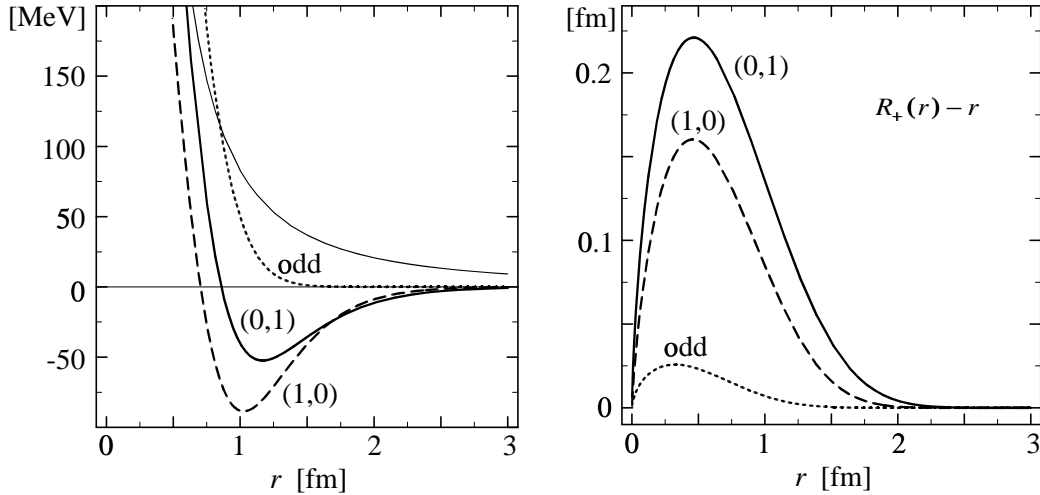 [MeV]
150
100
50
0
-50
odd
(0,1)
(1,0)
0
1
2
3
r [fm]
[fm]
0.2
0.1
0
(0,1)
(1,0)
odd
R₊(r) – r
0
1
2
3
r [fm]